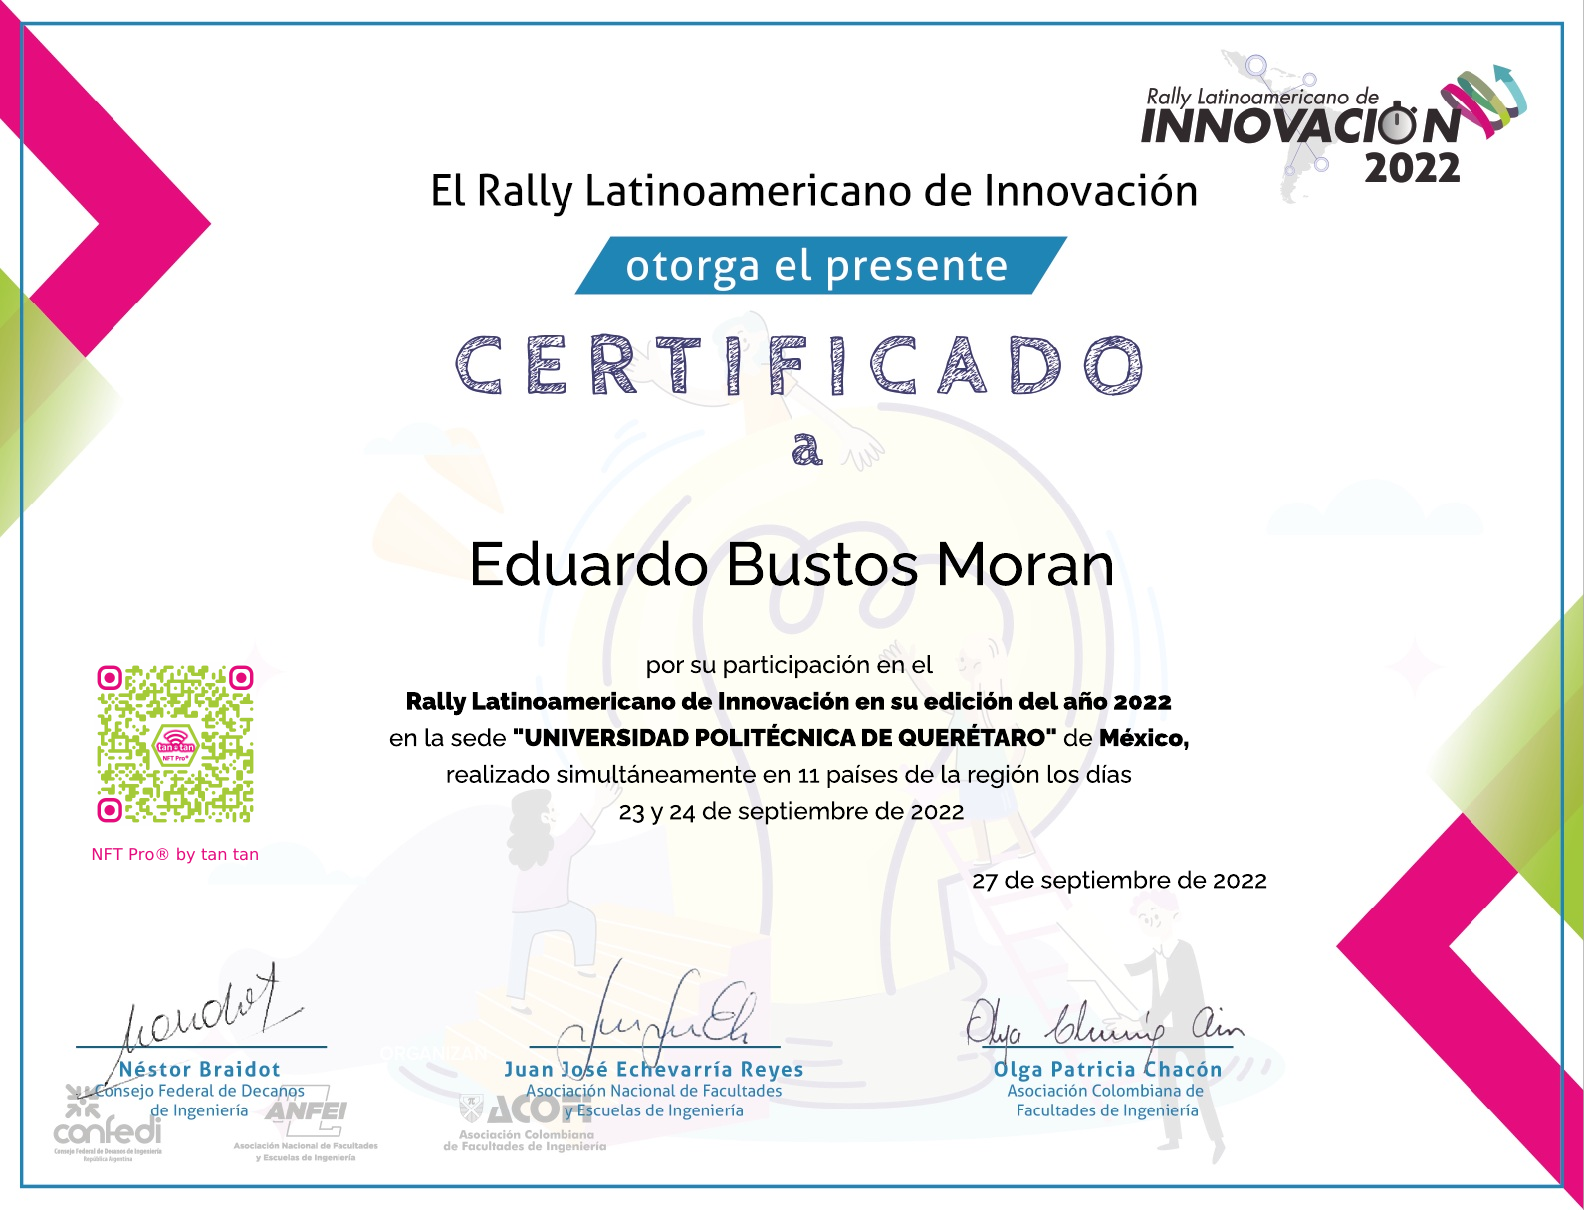 Rally Latinoamericano de
INNOVACIÓN
2022
El Rally Latinoamericano de Innovación
otorga el presente
CERTIFICADO
a
Eduardo Bustos Moran
por su participación en el
Rally Latinoamericano de Innovación en su edición del año 2022
en la sede "UNIVERSIDAD POLITÉCNICA DE QUERÉTARO" de México,
realizado simultáneamente en 11 países de la región los días
23 y 24 de septiembre de 2022
tan tan
NFT Pro®
NFT Pro® by tan tan
27 de septiembre de 2022
ORGANIZAN
Néstor Braidot
Consejo Federal de Decanos
de Ingeniería
Juan José Echevarría Reyes
Asociación Nacional de Facultades
y Escuelas de Ingeniería
Olga Patricia Chacón
Asociación Colombiana de
Facultades de Ingeniería
confedi
Consejo Federal de Decanos de Ingeniería
República Argentina
ANFEI
Asociación Nacional de Facultades
y Escuelas de Ingeniería
ACOFI
Asociación Colombiana
de Facultades de Ingeniería